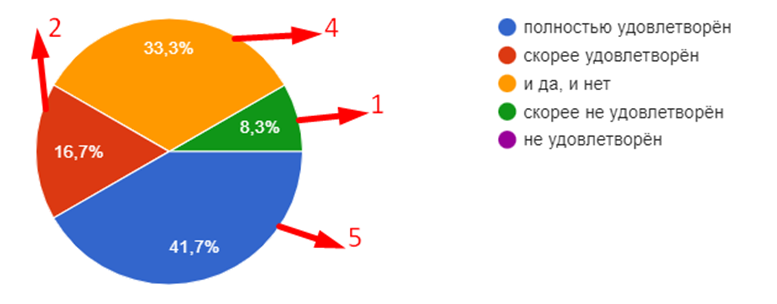 2
4
33,3%
1
8,3%
16,7%
5
41,7%
полностью удовлетворён
скорее удовлетворён
и да, и нет
скорее не удовлетворён
не удовлетворён